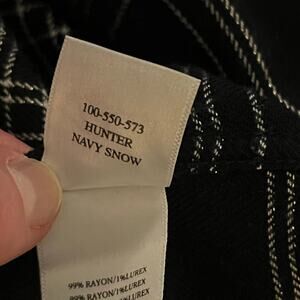 100-550-573
HUNTER
NAVY SNOW
99% RAYON/1%LUREX
99% RAYON/1%LUREX